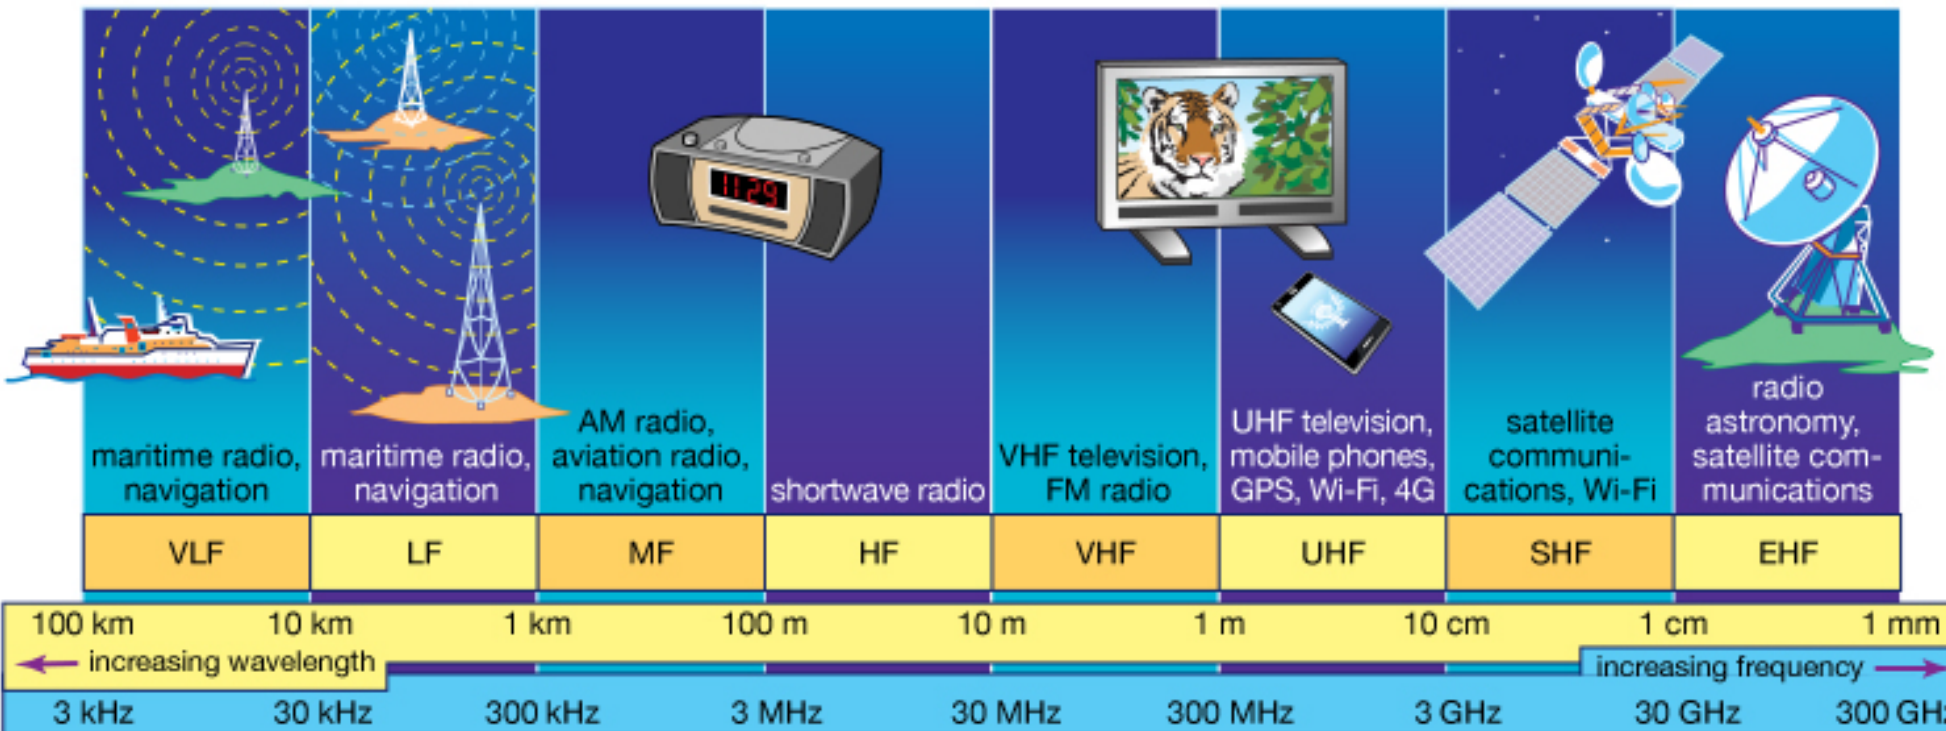 11:29
maritime radio,
navigation
maritime radio,
navigation
AM radio,
aviation radio,
navigation
shortwave radio
VHF television,
FM radio
UHF television,
mobile phones,
GPS, Wi-Fi, 4G
satellite
communi-
cations, Wi-Fi
radio
astronomy,
satellite com-
munications
VLF LF MF HF VHF UHF SHF EHF
100 km 10 km 1 km 100 m 10 m 1 m 10 cm 1 cm 1 mm
increasing wavelength increasing frequency
3 kHz 30 kHz 300 kHz 3 MHz 30 MHz 300 MHz 3 GHz 30 GHz 300 GHz